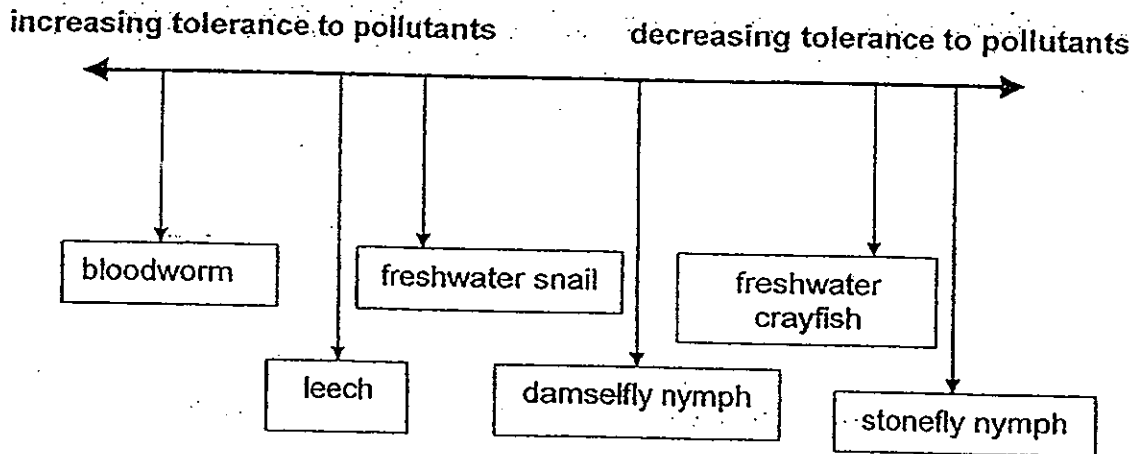 increasing tolerance to pollutants
decreasing tolerance to pollutants
bloodworm
freshwater snail
freshwater
crayfish
leech
damselfly nymph
stonefly nymph